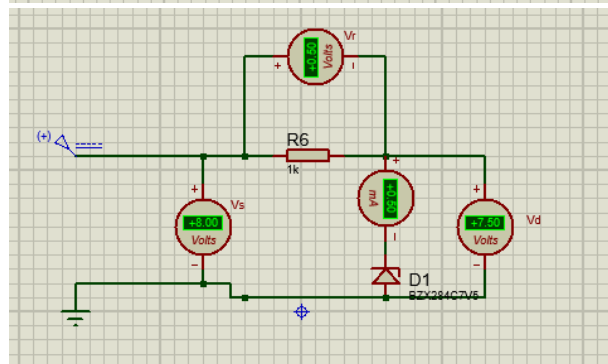 Vr
+0.50
Volts
+
(+)
R6
1k
+
+
+
Vs
+8.00
Volts
mA
+0.50
Vd
+7.50
Volts
D1
BZX284C7V5